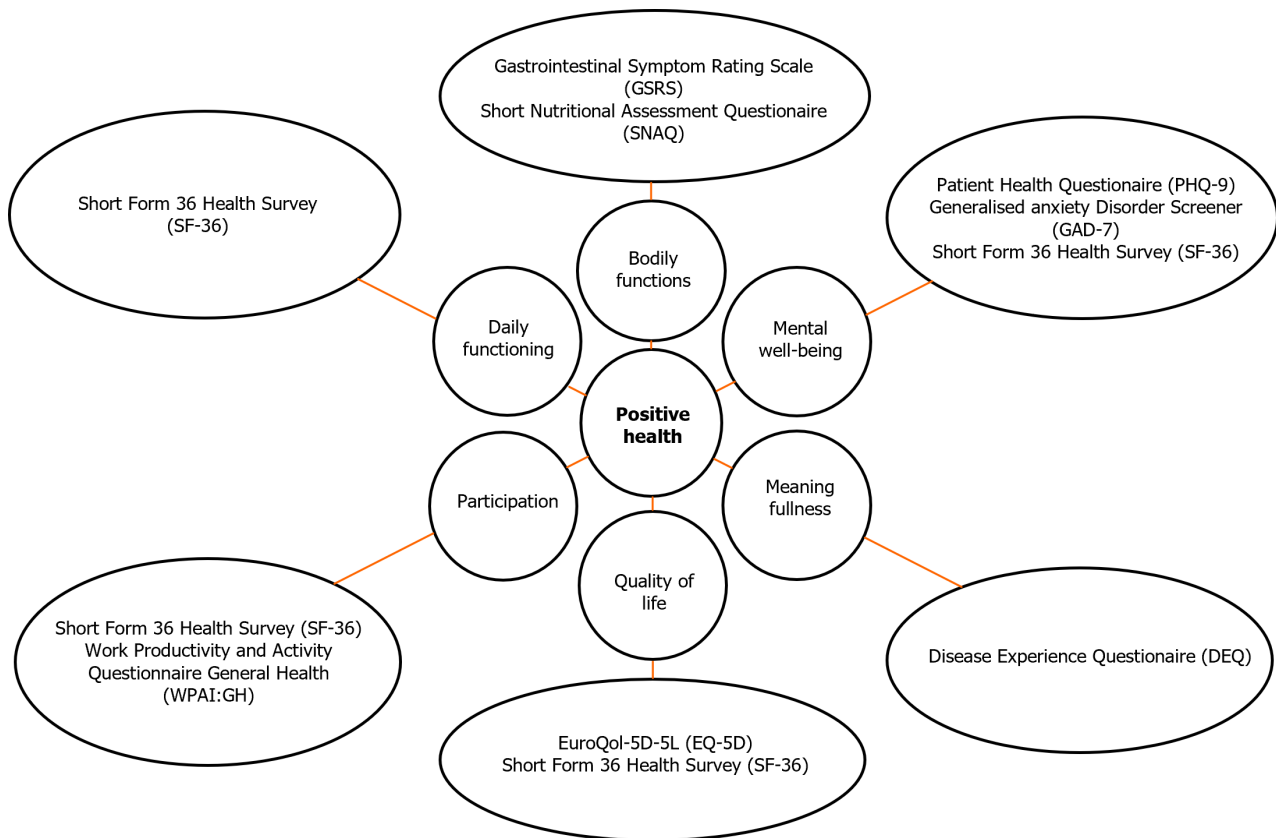 Gastrointestinal Symptom Rating Scale
(GSRS)
Short Nutritional Assessment Questionaire
(SNAQ)
Short Form 36 Health Survey
(SF-36)
Patient Health Questionaire (PHQ-9)
Generalised anxiety Disorder Screener
(GAD-7)
Short Form 36 Health Survey (SF-36)
Bodily
functions
Daily
functioning
Mental
well-being
Positive
health
Participation
Meaning
fullness
Quality of
life
Short Form 36 Health Survey (SF-36)
Work Productivity and Activity
Questionnaire General Health
(WPAI:GH)
Disease Experience Questionaire (DEQ)
EuroQol-5D-5L (EQ-5D)
Short Form 36 Health Survey (SF-36)